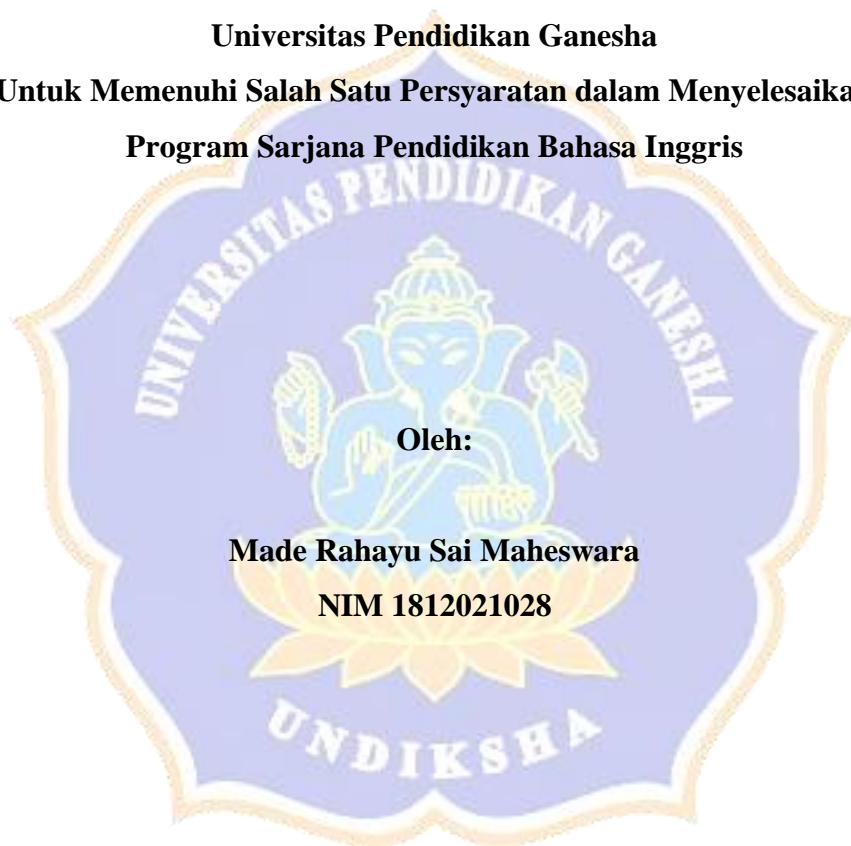 Universitas Pendidikan Ganesha
Untuk Memenuhi Salah Satu Persyaratan dalam Menyelesaika
Program Sarjana Pendidikan Bahasa Inggris
UNIVERSITAS PENDIDIKAN GANESHA
Oleh:
Made Rahayu Sai Maheswara
NIM 1812021028
UNDIKSHA